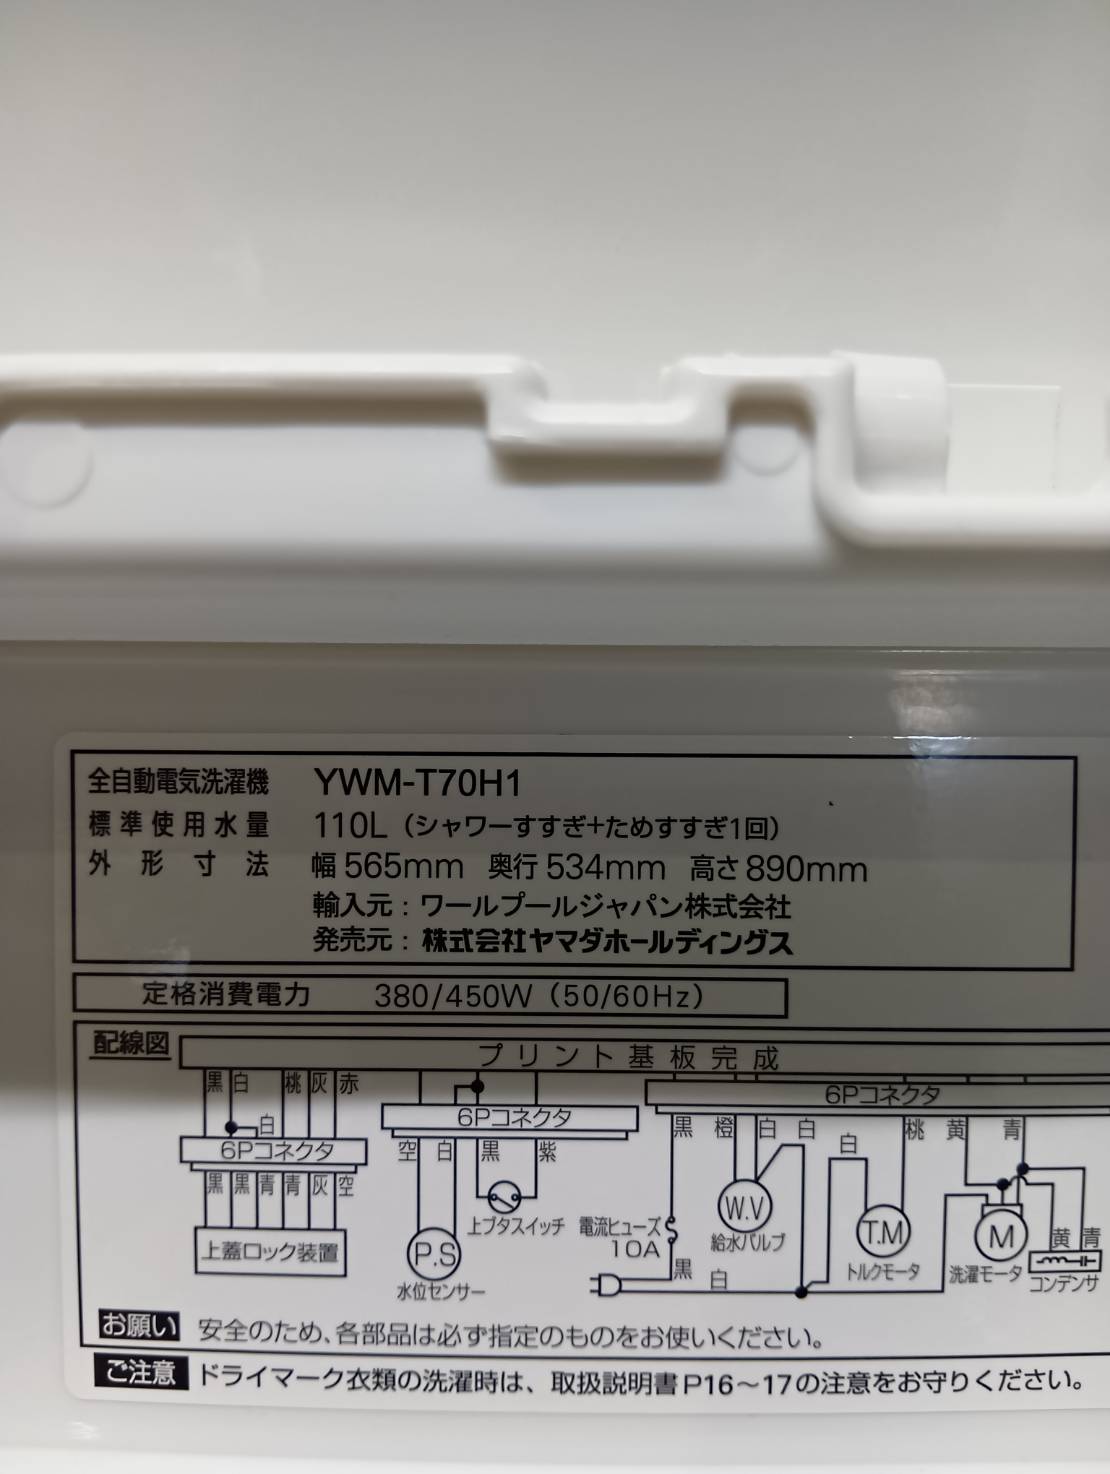 全自動電気洗濯機 YWM-T70H1
標準使用水量 110L（シャワーすすぎ+ためすすぎ1回）
外形寸法 幅565mm 奥行534mm 高さ890mm
輸入元：ワールプールジャパン株式会社
発売元：株式会社ヤマダホールディングス
定格消費電力 380/450W（50/60Hz）
配線図
プリント基板完成
黒 白 桃 灰 赤
白
6Pコネクタ
黒 黒 青 青 灰 空
上蓋ロック装置
6Pコネクタ
空 白 黒 紫
上ブタスイッチ
P.S
水位センサー
6Pコネクタ
黒 橙 白 白 白 桃 黄 青
電流ヒューズ
10A
黒 白
W.V
給水バルブ
T.M
トルクモータ
M
洗濯モータ
黄 青
コンデンサ
お願い 安全のため、各部品は必ず指定のものをお使いください。
ご注意 ドライマーク衣類の洗濯時は、取扱説明書P16～17の注意をお守りください。